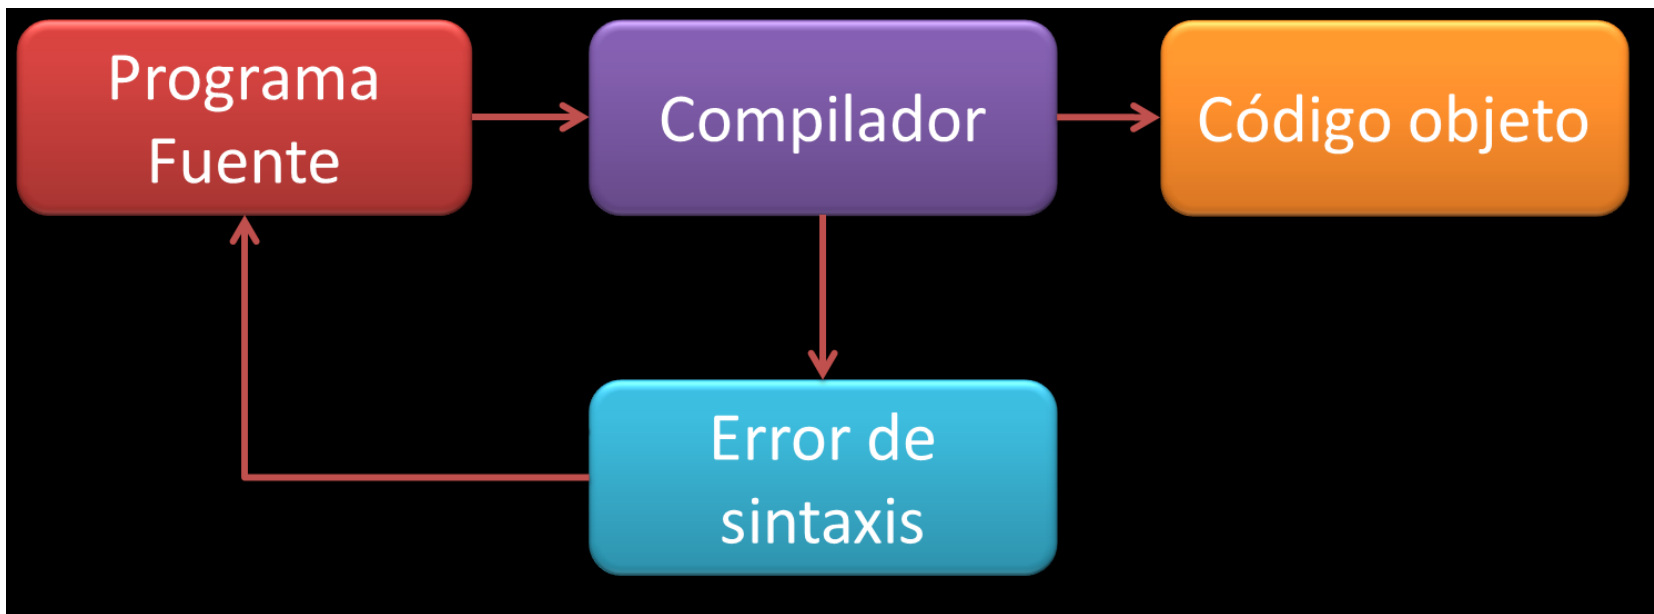 Programa
Fuente
Compilador
Código objeto
Error de
sintaxis